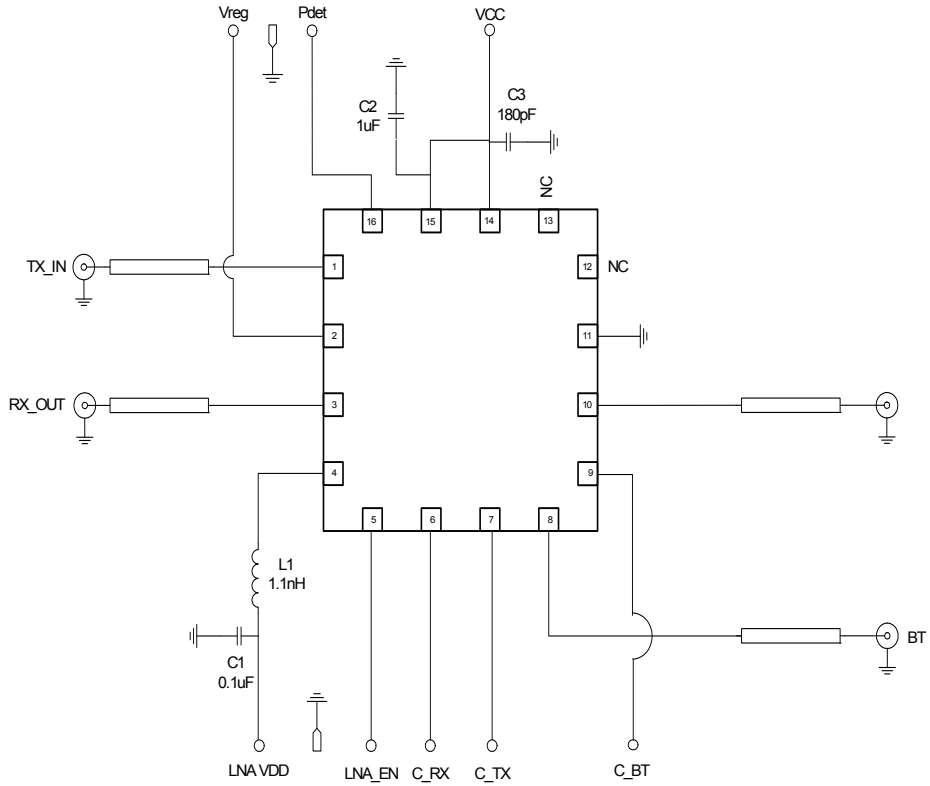 Vreg
Pdet
VCC
C2
1uF
C3
180pF
NC
16
15
14
13
TX_IN
1
12
NC
2
11
RX_OUT
3
10
4
9
5
6
7
8
L1
1.1nH
C1
0.1uF
BT
LNA VDD
LNA_EN
C_RX
C_TX
C_BT